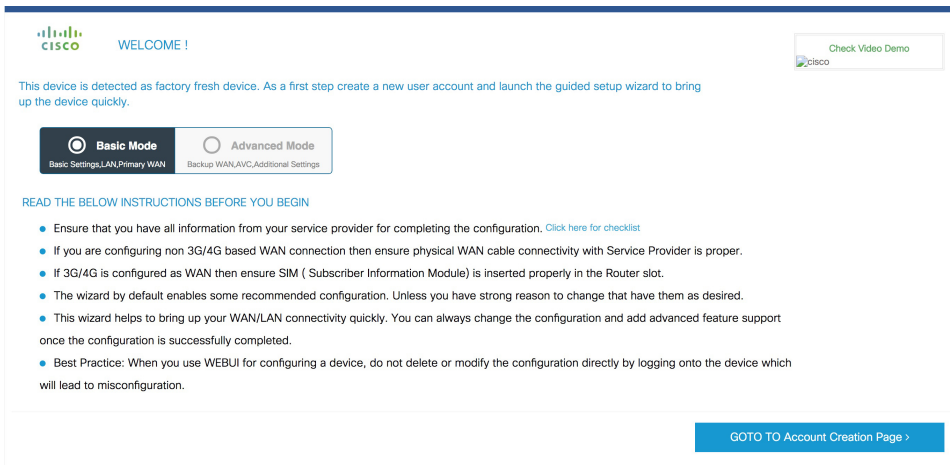 CISCO
WELCOME !
Check Video Demo
cisco
This device is detected as factory fresh device. As a first step create a new user account and launch the guided setup wizard to bring
up the device quickly.
Basic Mode
Basic Settings,LAN,Primary WAN
Advanced Mode
Backup WAN,AVC,Additional Settings
READ THE BELOW INSTRUCTIONS BEFORE YOU BEGIN
Ensure that you have all information from your service provider for completing the configuration. Click here for checklist
If you are configuring non 3G/4G based WAN connection then ensure physical WAN cable connectivity with Service Provider is proper.
If 3G/4G is configured as WAN then ensure SIM ( Subscriber Information Module) is inserted properly in the Router slot.
The wizard by default enables some recommended configuration. Unless you have strong reason to change that have them as desired.
This wizard helps to bring up your WAN/LAN connectivity quickly. You can always change the configuration and add advanced feature support
once the configuration is successfully completed.
Best Practice: When you use WEBUI for configuring a device, do not delete or modify the configuration directly by logging onto the device which
will lead to misconfiguration.
GOTO TO Account Creation Page >